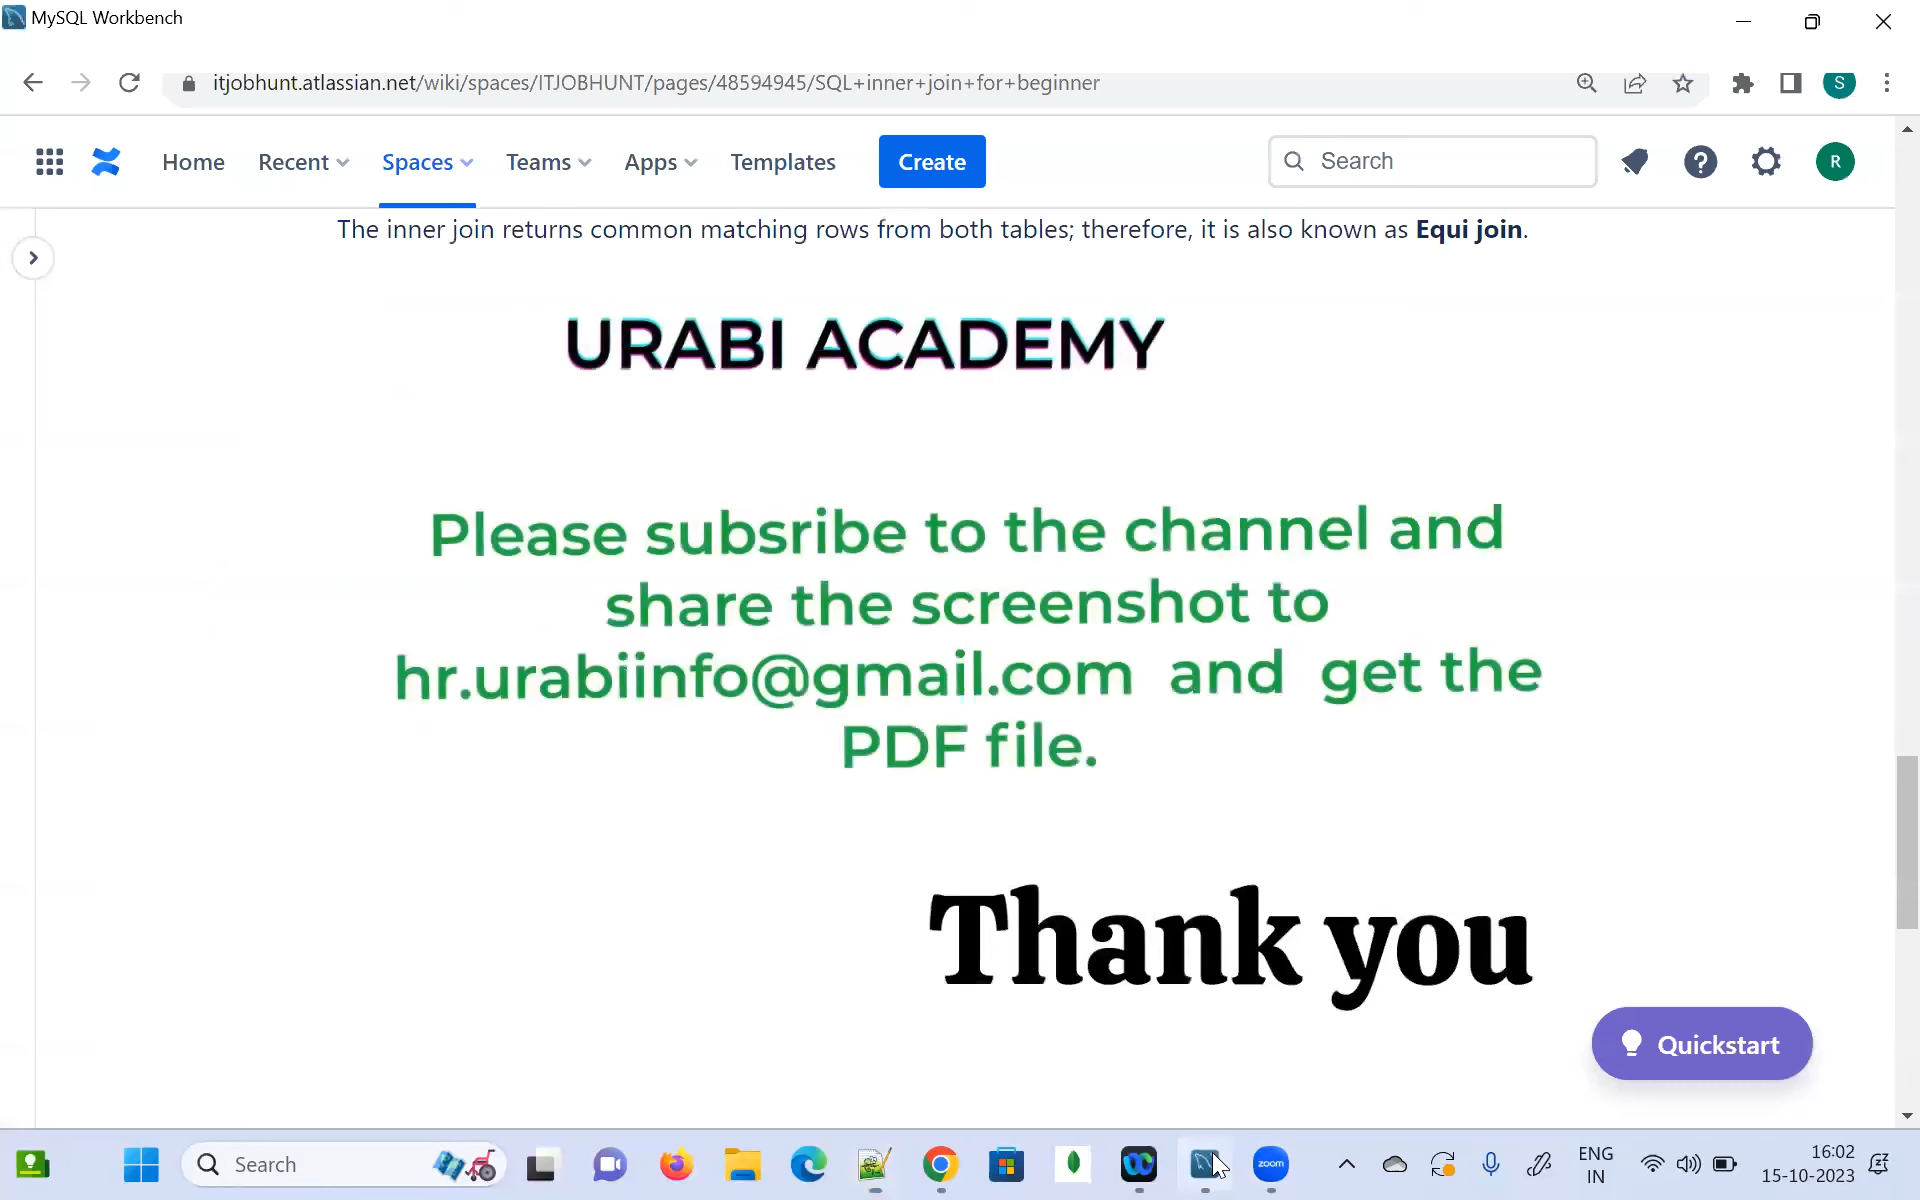 MySQL Workbench
itjobhunt.atlassian.net/wiki/spaces/ITJOBHUNT/pages/48594945/SQL+inner+join+for+beginner
S
Home Recent Spaces Teams Apps Templates Create Search R
The inner join returns common matching rows from both tables; therefore, it is also known as Equi join.
URABI ACADEMY
Please subsribe to the channel and
share the screenshot to
hr.urabiinfo@gmail.com and get the
PDF file.
Thank you
Quickstart
Search zoom ENG 16:02
IN 15-10-2023